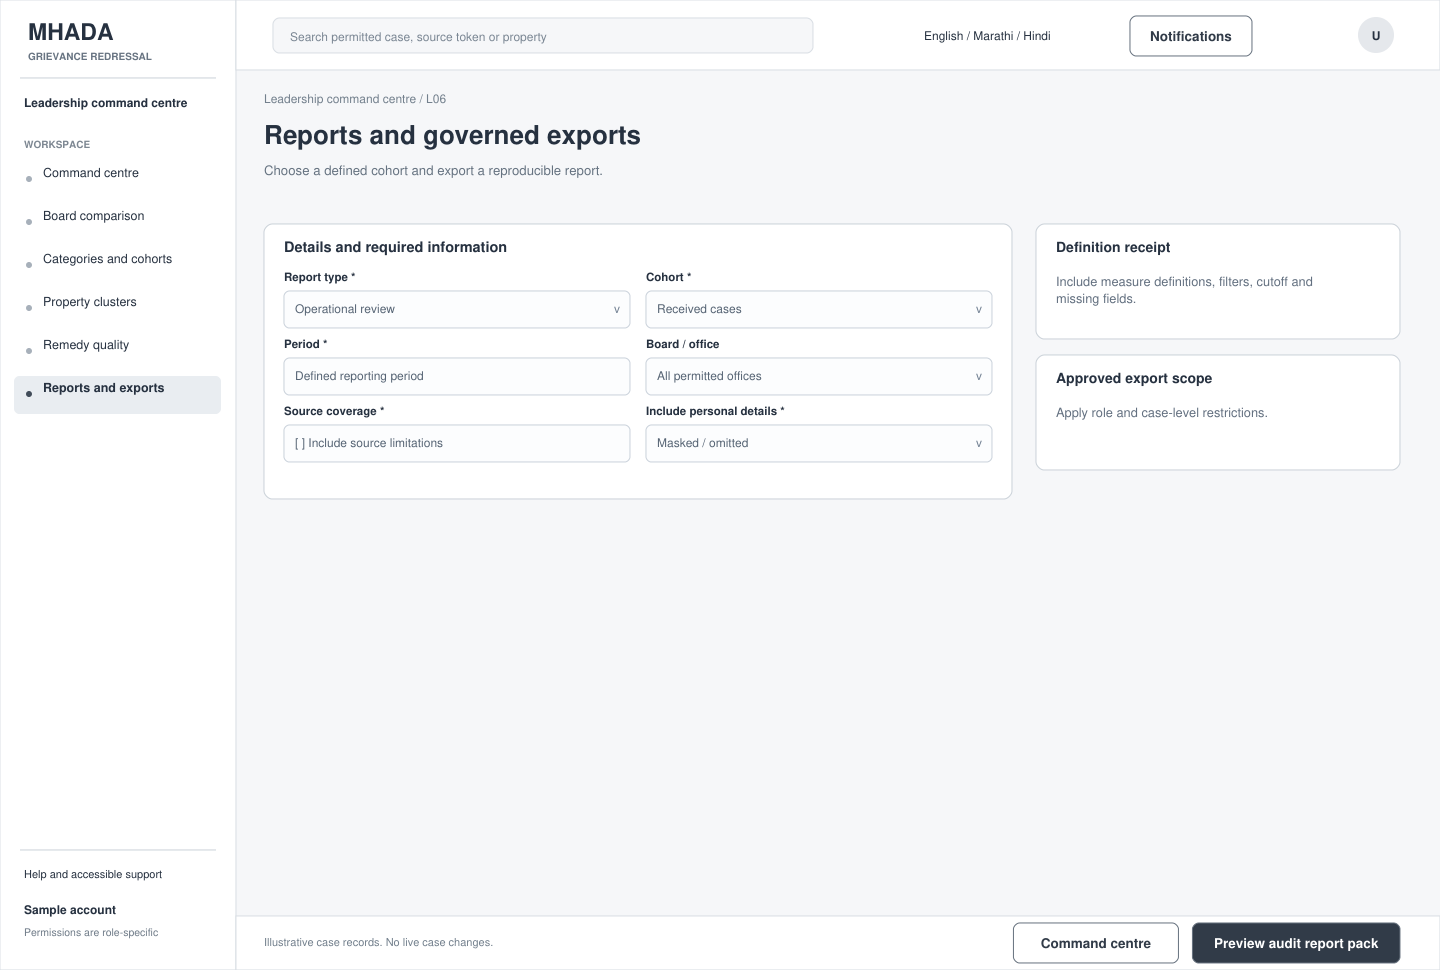 MHADA
GRIEVANCE REDRESSAL
Leadership command centre
WORKSPACE
Command centre
Board comparison
Categories and cohorts
Property clusters
Remedy quality
Reports and exports
Help and accessible support
Sample account
Permissions are role-specific
Search permitted case, source token or property
English / Marathi / Hindi
Notifications
U
Leadership command centre / L06
Reports and governed exports
Choose a defined cohort and export a reproducible report.
Details and required information
Report type *
Cohort *
Operational review v
Received cases v
Period *
Board / office
Defined reporting period
All permitted offices v
Source coverage *
Include personal details *
[ ] Include source limitations
Masked / omitted v
Definition receipt
Include measure definitions, filters, cutoff and
missing fields.
Approved export scope
Apply role and case-level restrictions.
Illustrative case records. No live case changes.
Command centre
Preview audit report pack